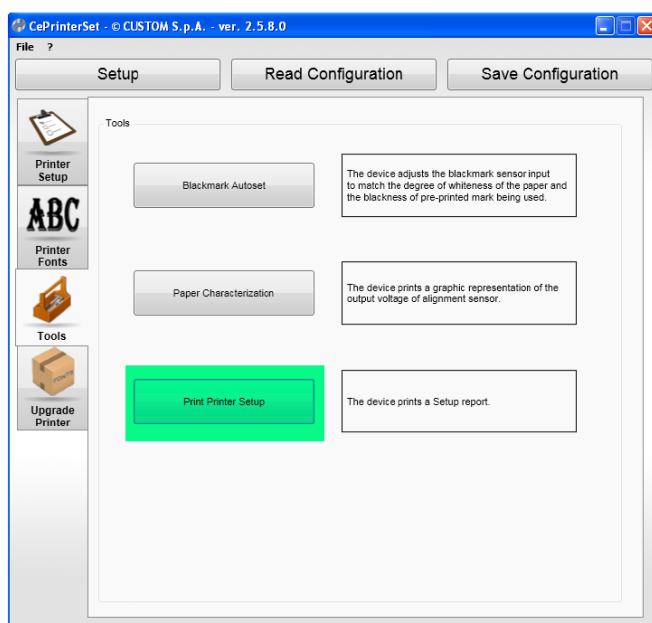 CePrinterSet - © CUSTOM S.p.A. - ver. 2.5.8.0
File ?
Setup Read Configuration Save Configuration
Tools
Printer
Setup
ABC
Printer
Fonts
Tools
FONTS
Upgrade
Printer
Blackmark Autoset
The device adjusts the blackmark sensor input
to match the degree of whiteness of the paper and
the blackness of pre-printed mark being used.
Paper Characterization
The device prints a graphic representation of the
output voltage of alignment sensor.
Print Printer Setup
The device prints a Setup report.